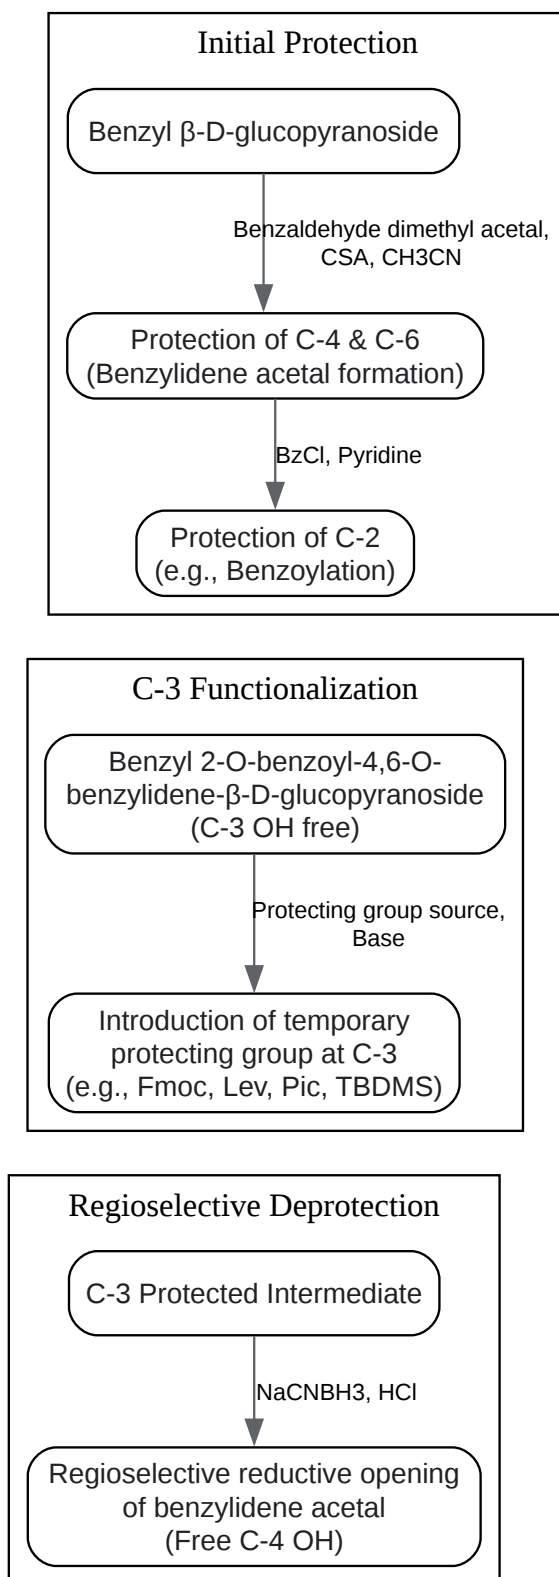 Initial Protection
Benzyl β-D-glucopyranoside
Benzaldehyde dimethyl acetal,
CSA, CH3CN
Protection of C-4 & C-6
(Benzylidene acetal formation)
BzCl, Pyridine
Protection of C-2
(e.g., Benzoylation)
C-3 Functionalization
Benzyl 2-O-benzoyl-4,6-O-
benzylidene-β-D-glucopyranoside
(C-3 OH free)
Protecting group source,
Base
Introduction of temporary
protecting group at C-3
(e.g., Fmoc, Lev, Pic, TBDMS)
Regioselective Deprotection
C-3 Protected Intermediate
NaCNBH3, HCl
Regioselective reductive opening
of benzylidene acetal
(Free C-4 OH)